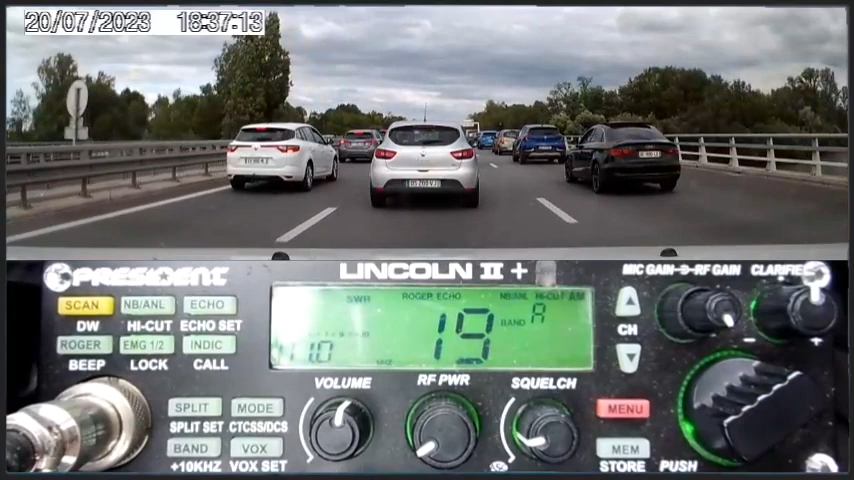 20/07/2023 18:37:13
PRESIDENT
LINCOLN II +
MIC GAIN RF GAIN CLARIFIER
SCAN NB/ANL ECHO
DW HI-CUT ECHO SET
ROGER EMG 1/2 INDIC
BEEP LOCK CALL
SWR ROGER ECHO NB/ANL HI-CUT AM
19 BAND A
CH
VOLUME RF PWR SQUELCH
SPLIT MODE
SPLIT SET CTCSS/DCS
BAND VOX
+10KHZ VOX SET
MENU
MEM
STORE PUSH
- +